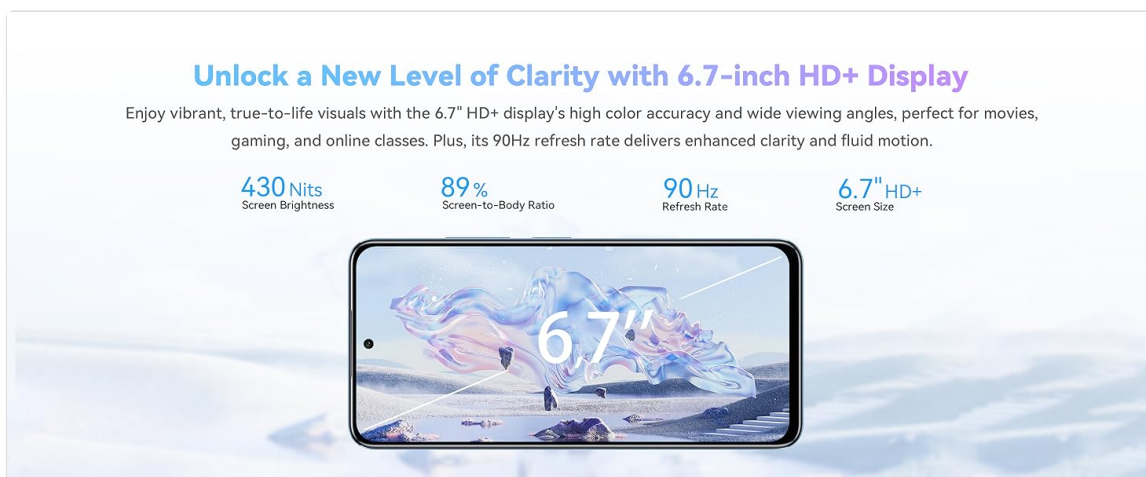 Unlock a New Level of Clarity with 6.7-inch HD+ Display
Enjoy vibrant, true-to-life visuals with the 6.7" HD+ display's high color accuracy and wide viewing angles, perfect for movies,
gaming, and online classes. Plus, its 90Hz refresh rate delivers enhanced clarity and fluid motion.
430 Nits
Screen Brightness
89 %
Screen-to-Body Ratio
90 Hz
Refresh Rate
6.7" HD+
Screen Size
6.7"